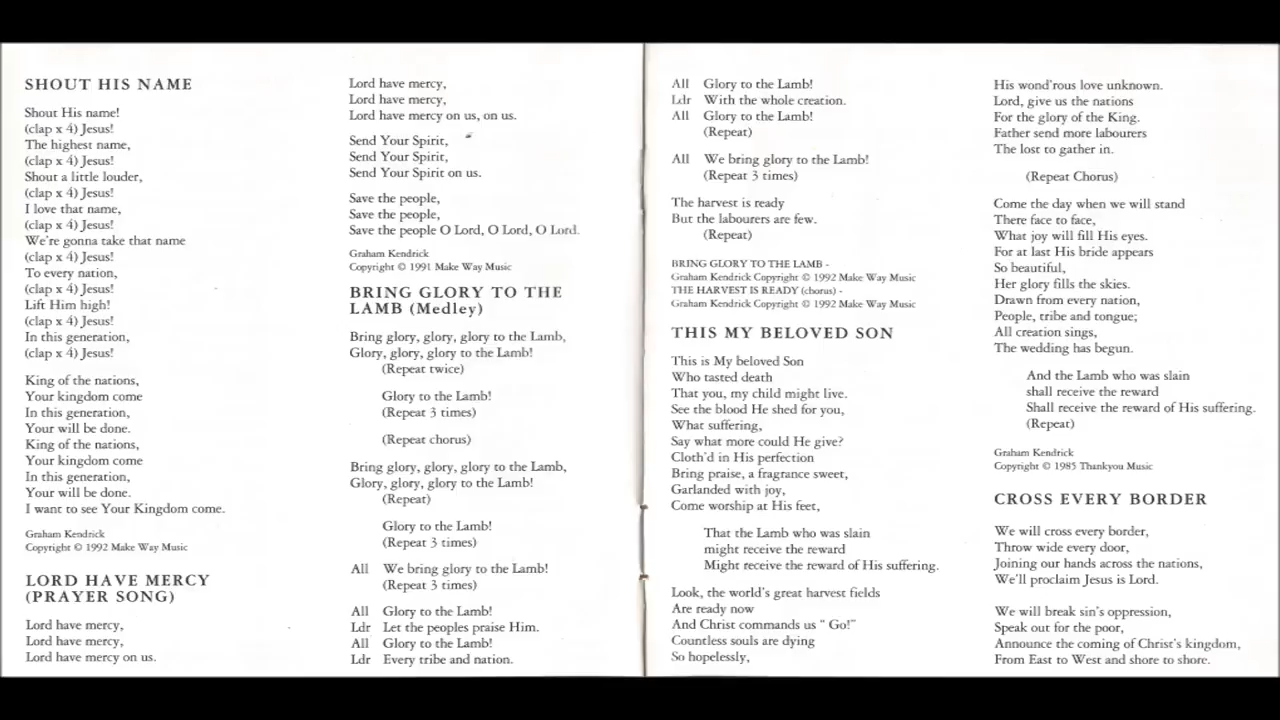 SHOUT HIS NAME
Shout His name!
(clap x 4) Jesus!
The highest name,
(clap x 4) Jesus!
Shout a little louder,
(clap x 4) Jesus!
I love that name,
(clap x 4) Jesus!
We're gonna take that name
(clap x 4) Jesus!
To every nation,
(clap x 4) Jesus!
Lift Him high!
(clap x 4) Jesus!
In this generation,
(clap x 4) Jesus!
King of the nations,
Your kingdom come
In this generation,
Your will be done.
King of the nations,
Your kingdom come
In this generation,
Your will be done.
I want to see Your Kingdom come.
Graham Kendrick
Copyright © 1992 Make Way Music
LORD HAVE MERCY
(PRAYER SONG)
Lord have mercy,
Lord have mercy,
Lord have mercy on us.
Lord have mercy,
Lord have mercy,
Lord have mercy on us, on us.
Send Your Spirit,
Send Your Spirit,
Send Your Spirit on us.
Save the people,
Save the people,
Save the people O Lord, O Lord, O Lord.
Graham Kendrick
Copyright © 1991 Make Way Music
BRING GLORY TO THE
LAMB (Medley)
Bring glory, glory, glory to the Lamb,
Glory, glory, glory to the Lamb!
(Repeat twice)
Glory to the Lamb!
(Repeat 3 times)
(Repeat chorus)
Bring glory, glory, glory to the Lamb,
Glory, glory, glory to the Lamb!
(Repeat)
Glory to the Lamb!
(Repeat 3 times)
All We bring glory to the Lamb!
(Repeat 3 times)
All Glory to the Lamb!
Ldr Let the peoples praise Him.
All Glory to the Lamb!
Ldr Every tribe and nation.
All Glory to the Lamb!
Ldr With the whole creation.
All Glory to the Lamb!
(Repeat)
All We bring glory to the Lamb!
(Repeat 3 times)
The harvest is ready
But the labourers are few.
(Repeat)
BRING GLORY TO THE LAMB -
Graham Kendrick Copyright © 1992 Make Way Music
THE HARVEST IS READY (chorus) -
Graham Kendrick Copyright © 1992 Make Way Music
THIS MY BELOVED SON
This is My beloved Son
Who tasted death
That you, my child might live.
See the blood He shed for you,
What suffering,
Say what more could He give?
Cloth'd in His perfection
Bring praise, a fragrance sweet,
Garlanded with joy,
Come worship at His feet,
That the Lamb who was slain
might receive the reward
Might receive the reward of His suffering.
Look, the world's great harvest fields
Are ready now
And Christ commands us " Go!"
Countless souls are dying
So hopelessly,
His wond'rous love unknown.
Lord, give us the nations
For the glory of the King.
Father send more labourers
The lost to gather in.
(Repeat Chorus)
Come the day when we will stand
There face to face,
What joy will fill His eyes.
For at last His bride appears
So beautiful,
Her glory fills the skies.
Drawn from every nation,
People, tribe and tongue;
All creation sings,
The wedding has begun.
And the Lamb who was slain
shall receive the reward
Shall receive the reward of His suffering.
(Repeat)
Graham Kendrick
Copyright © 1985 Thankyou Music
CROSS EVERY BORDER
We will cross every border,
Throw wide every door,
Joining our hands across the nations,
We'll proclaim Jesus is Lord.
We will break sin's oppression,
Speak out for the poor,
Announce the coming of Christ's kingdom,
From East to West and shore to shore.